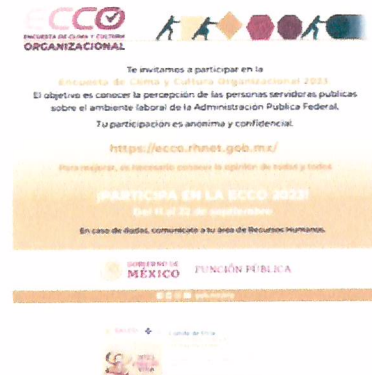 ECCO
ENCUESTA DE CLIMA Y CULTURA
ORGANIZACIONAL
Te invitamos a participar en la
Encuesta de Clima y Cultura Organizacional 2023
El objetivo es conocer la percepción de las personas servidoras públicas
sobre el ambiente laboral de la Administración Pública Federal.
Tu participación es anónima y confidencial.
https://ecco.rhnet.gob.mx/
Para mejorar, es necesario conocer la opinión de todas y todos
¡PARTICIPA EN LA ECCO 2023!
Del 11 al 22 de septiembre
En caso de dudas, comunícate a tu área de Recursos Humanos.
GOBIERNO DE
MÉXICO
FUNCIÓN PÚBLICA